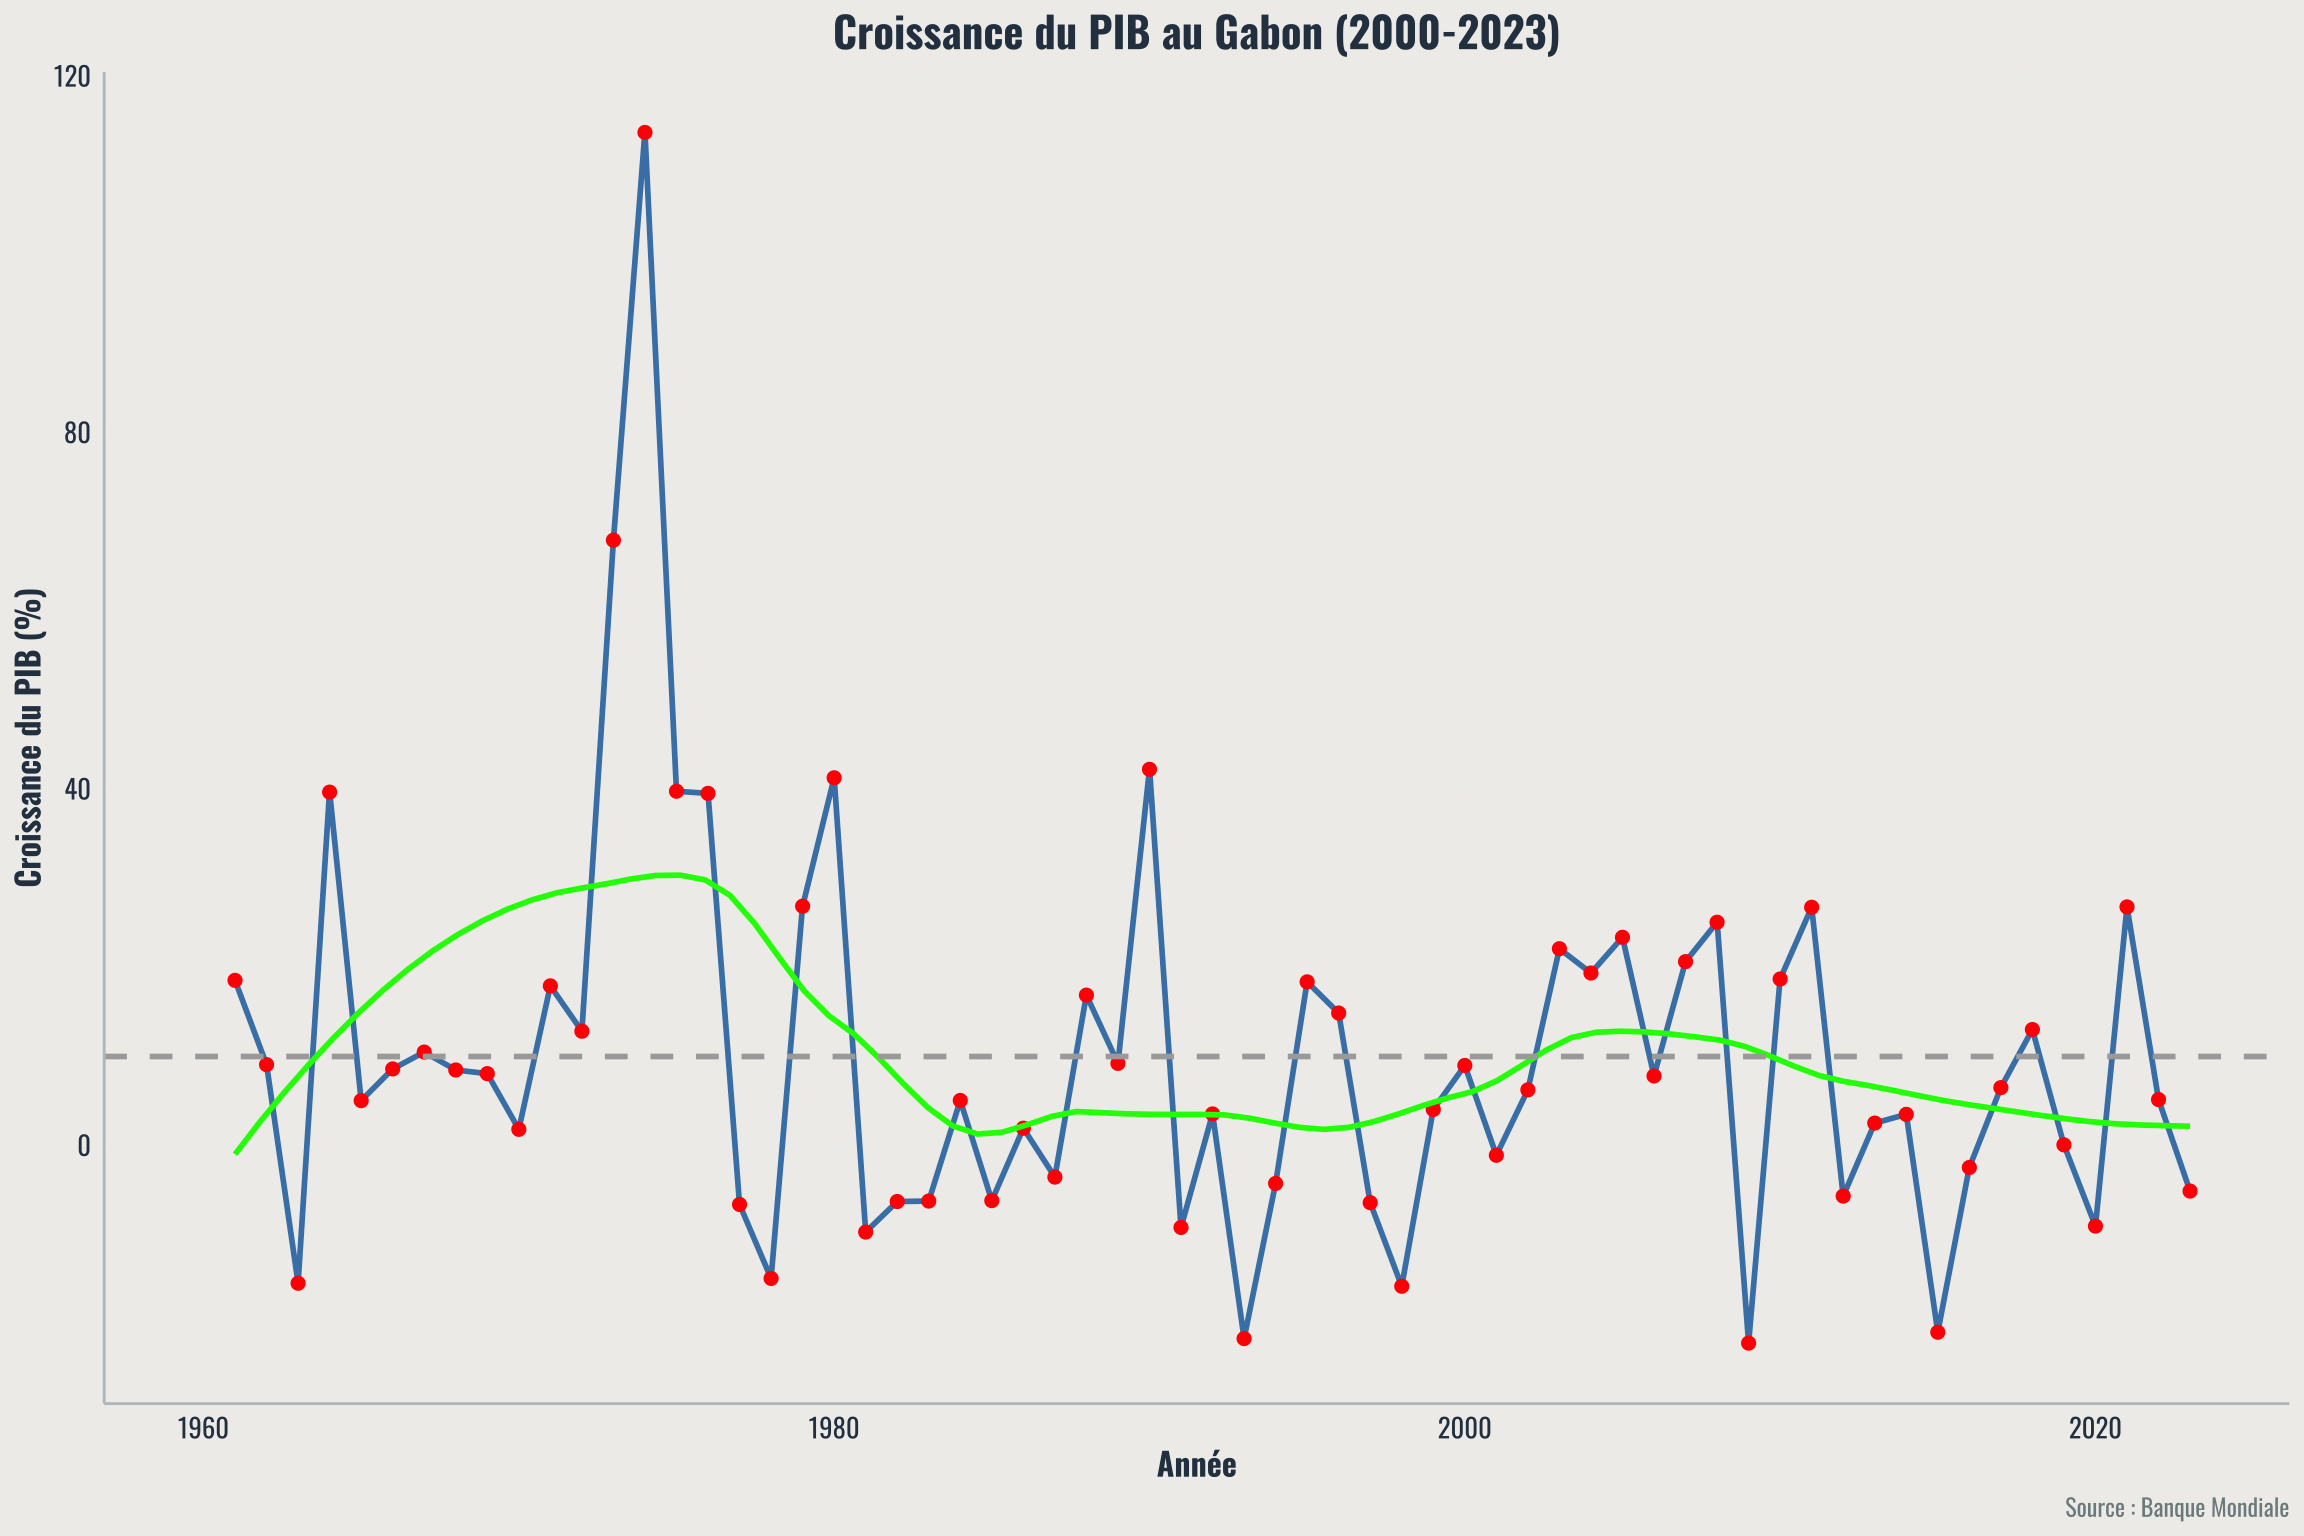 Croissance du PIB au Gabon (2000-2023)
120
80
40
0
Croissance du PIB (%)
1960
1980
2000
2020
Année
Source : Banque Mondiale